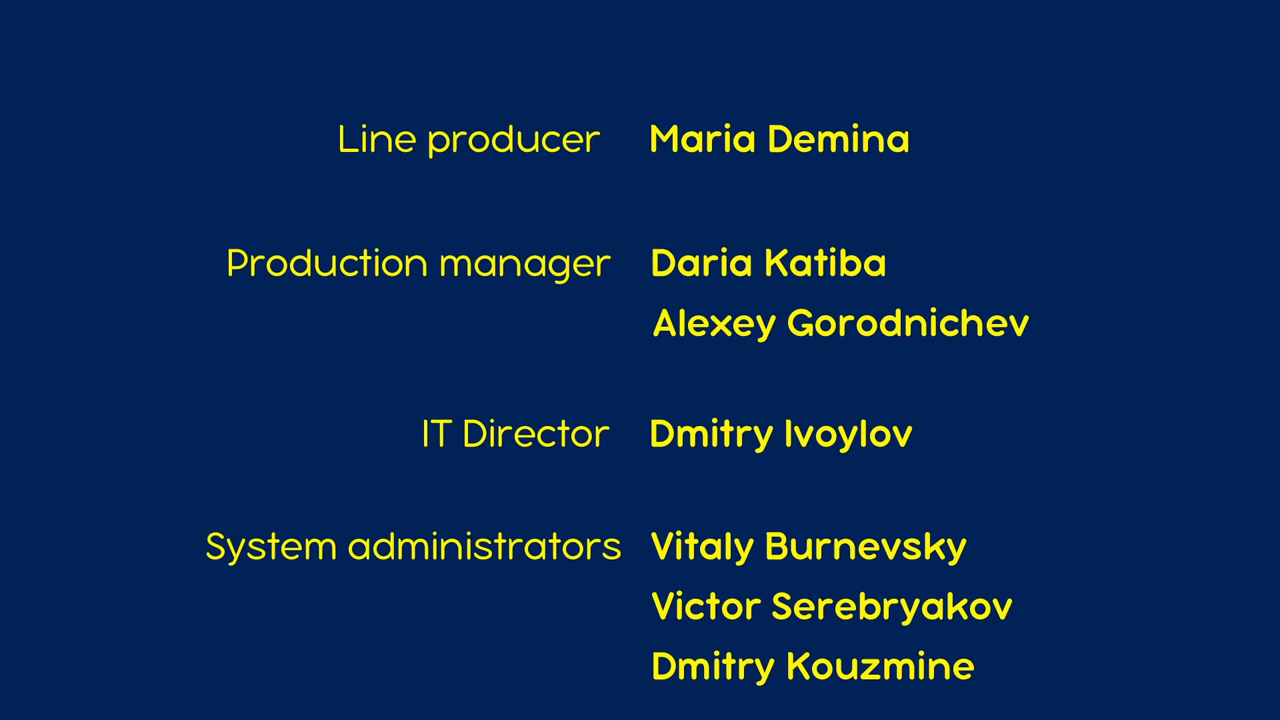 Line producer Maria Demina
Production manager Daria Katiba
Alexey Gorodnichev
IT Director Dmitry Ivoylov
System administrators Vitaly Burnevsky
Victor Serebryakov
Dmitry Kouzmine